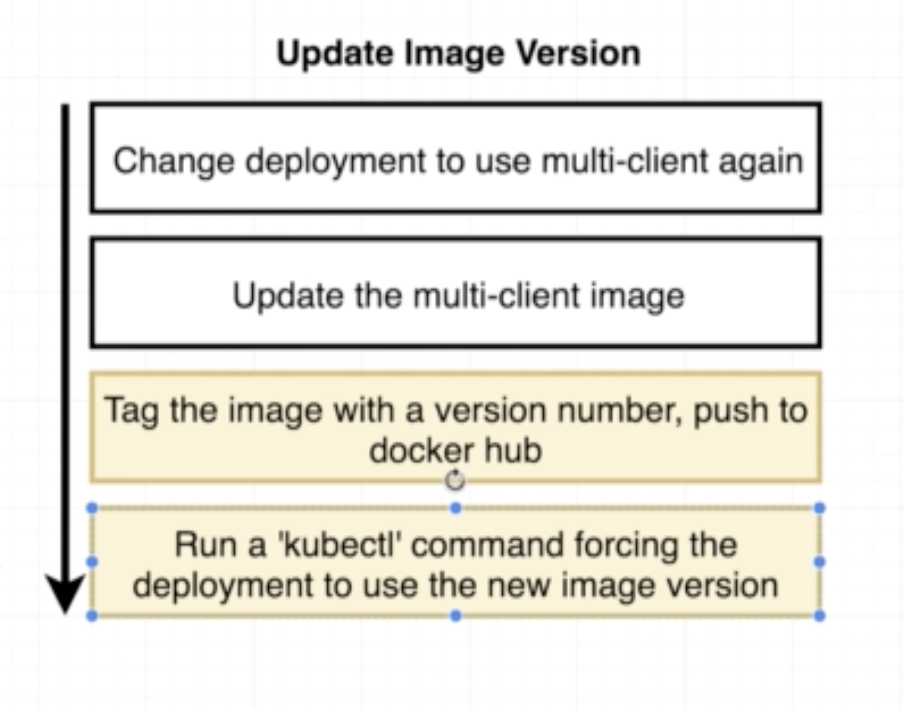 Update Image Version
Change deployment to use multi-client again
Update the multi-client image
Tag the image with a version number, push to
docker hub
Run a 'kubectl' command forcing the
deployment to use the new image version